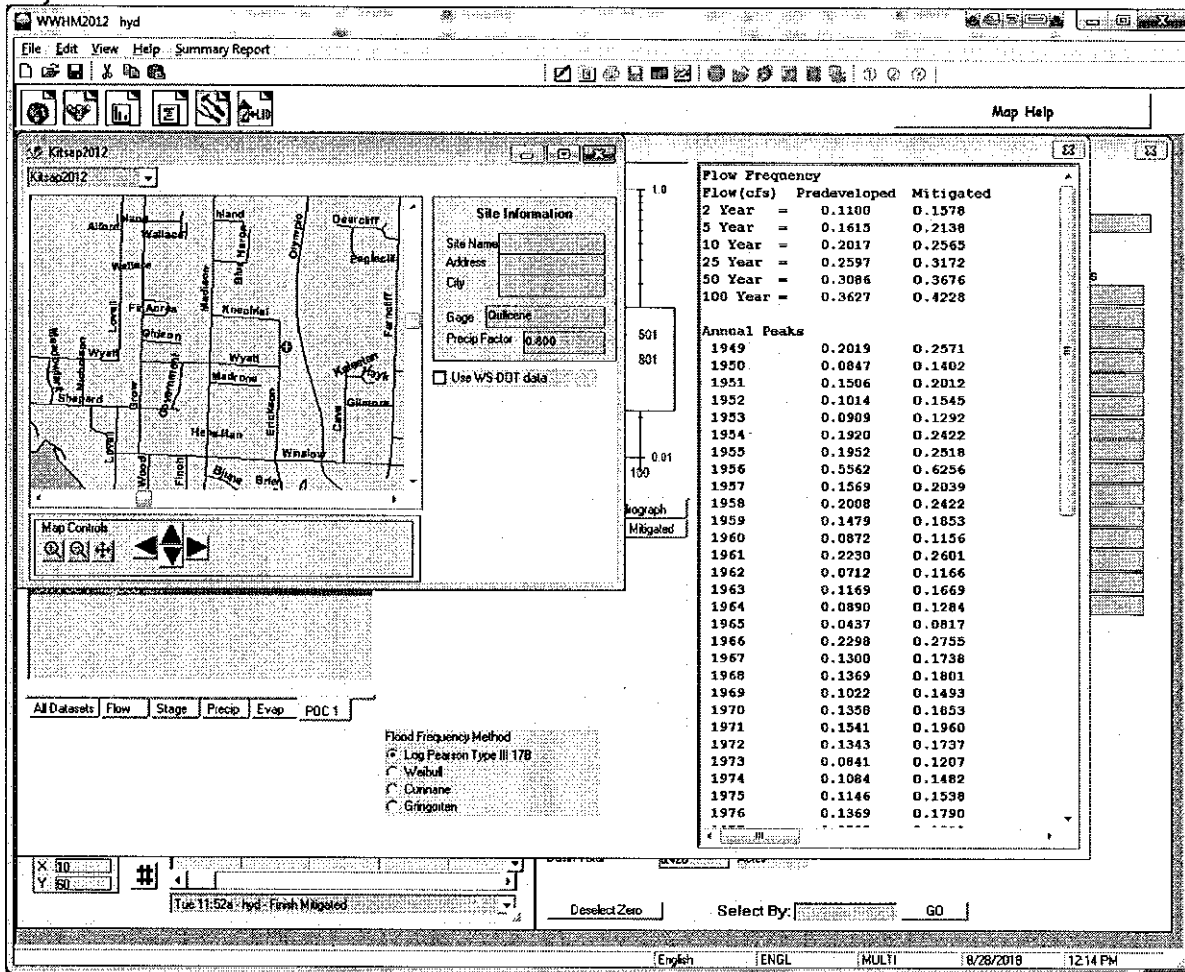 WWHM2012 hyd
File Edit View Help Summary Report
Map Help
Kitsap2012
Kitsap2012
Site Information
Site Name
Address
City
Gage Quilcene
Precip Factor 0.800
Use WS-DOT data
Wallace
Madison
Olympic
Lovell
Knechtel
Wyatt
Wyatt
Madrone
Shepard
Grow
Government
Erickson
Gilmore
Cave
Winslow
Lovell
Wood
Finch
Map Controls
1.0
501
801
0.01
100
Mitigated
Flow Frequency
Flow(cfs) Predeveloped Mitigated
2 Year = 0.1100 0.1578
5 Year = 0.1615 0.2138
10 Year = 0.2017 0.2565
25 Year = 0.2597 0.3172
50 Year = 0.3086 0.3676
100 Year = 0.3627 0.4228
Annual Peaks
1949 0.2019 0.2571
1950 0.0847 0.1402
1951 0.1506 0.2012
1952 0.1014 0.1545
1953 0.0909 0.1292
1954 0.1920 0.2422
1955 0.1952 0.2518
1956 0.5562 0.6256
1957 0.1569 0.2039
1958 0.2008 0.2422
1959 0.1479 0.1853
1960 0.0872 0.1156
1961 0.2230 0.2601
1962 0.0712 0.1166
1963 0.1169 0.1669
1964 0.0890 0.1284
1965 0.0437 0.0817
1966 0.2298 0.2755
1967 0.1300 0.1738
1968 0.1369 0.1801
1969 0.1022 0.1493
1970 0.1358 0.1853
1971 0.1541 0.1960
1972 0.1343 0.1737
1973 0.0841 0.1207
1974 0.1084 0.1482
1975 0.1146 0.1538
1976 0.1369 0.1790
All Datasets Flow Stage Precip Evap POC 1
Flood Frequency Method
Log Pearson Type III 17B
Weibull
Cunnane
Gringorten
X 10
Y 60
#
Tue 11:52a - hyd - Finish Mitigated
Deselect Zero Select By: GO
English ENGL MULTI 8/28/2018 12:14 PM